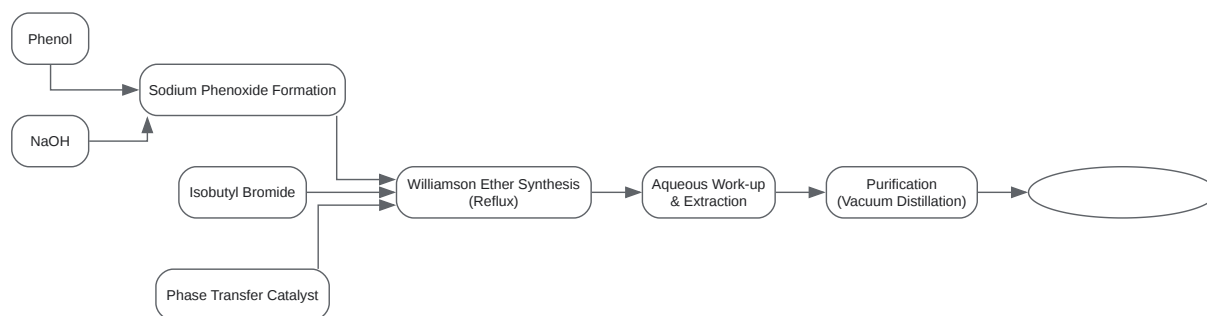 Phenol
Sodium Phenoxide Formation
NaOH
Isobutyl Bromide
Williamson Ether Synthesis
(Reflux)
Aqueous Work-up
& Extraction
Purification
(Vacuum Distillation)
Phase Transfer Catalyst